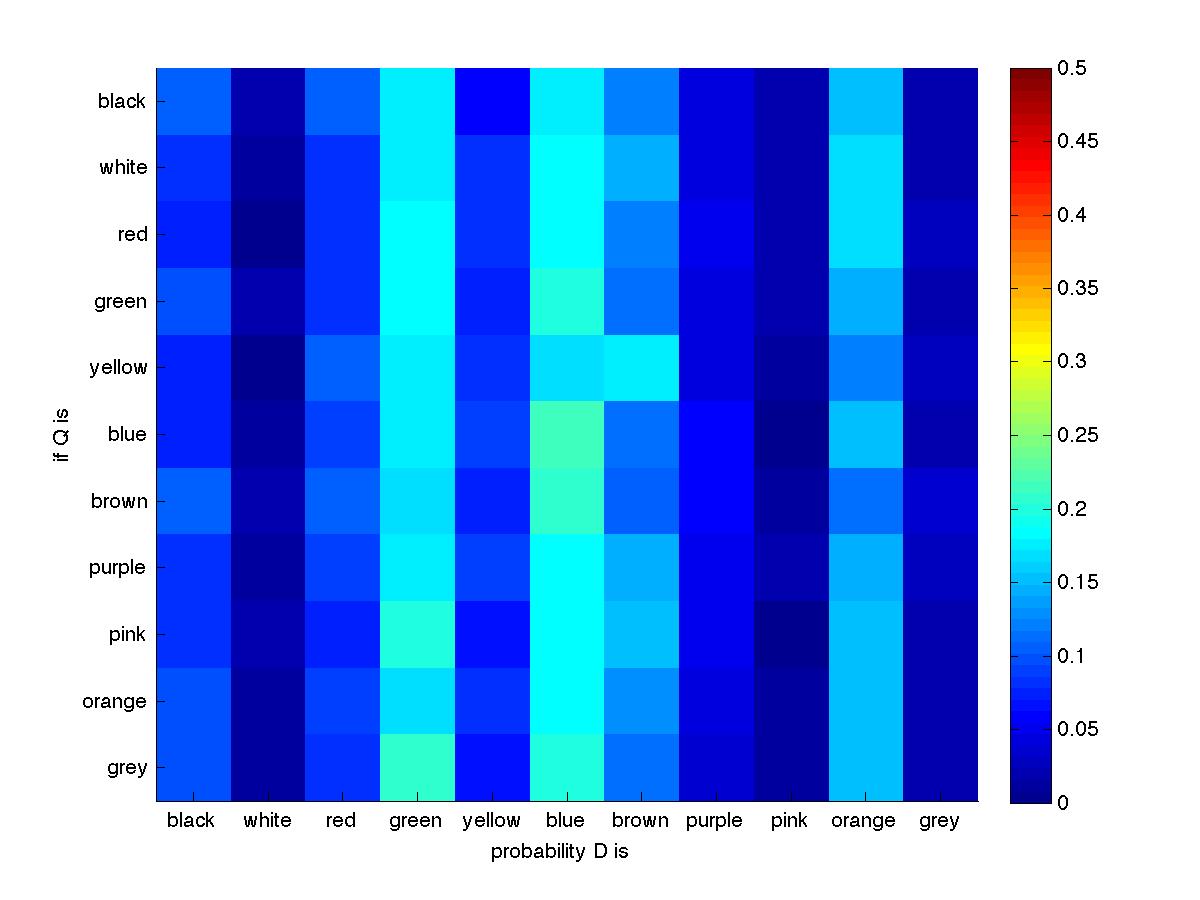 black
white
red
green
yellow
blue
brown
purple
pink
orange
grey
if Q is
black white red green yellow blue brown purple pink orange grey
probability D is
0.5
0.45
0.4
0.35
0.3
0.25
0.2
0.15
0.1
0.05
0